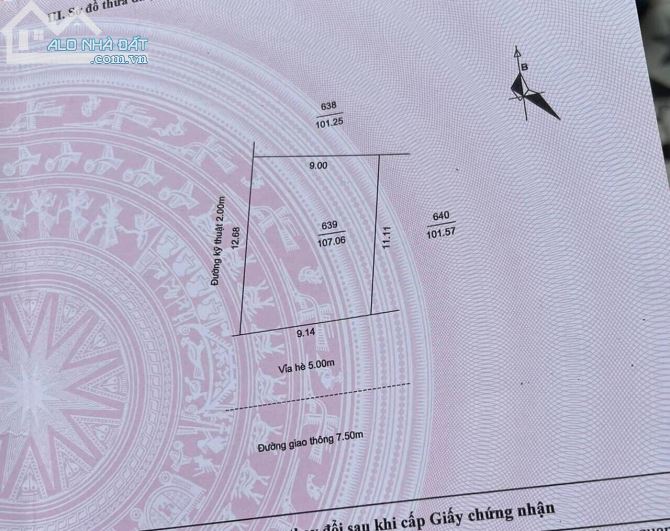 III. Sơ đồ thửa
ALO NHÀ ĐẤT
.com.vn
B
638
101.25
9.00
Đường kỹ thuật 2.00m
12.68
639
107.06
11.11
640
101.57
9.14
Vỉa hè 5.00m
Đường giao thông 7.50m
đổi sau khi cấp Giấy chứng nhận